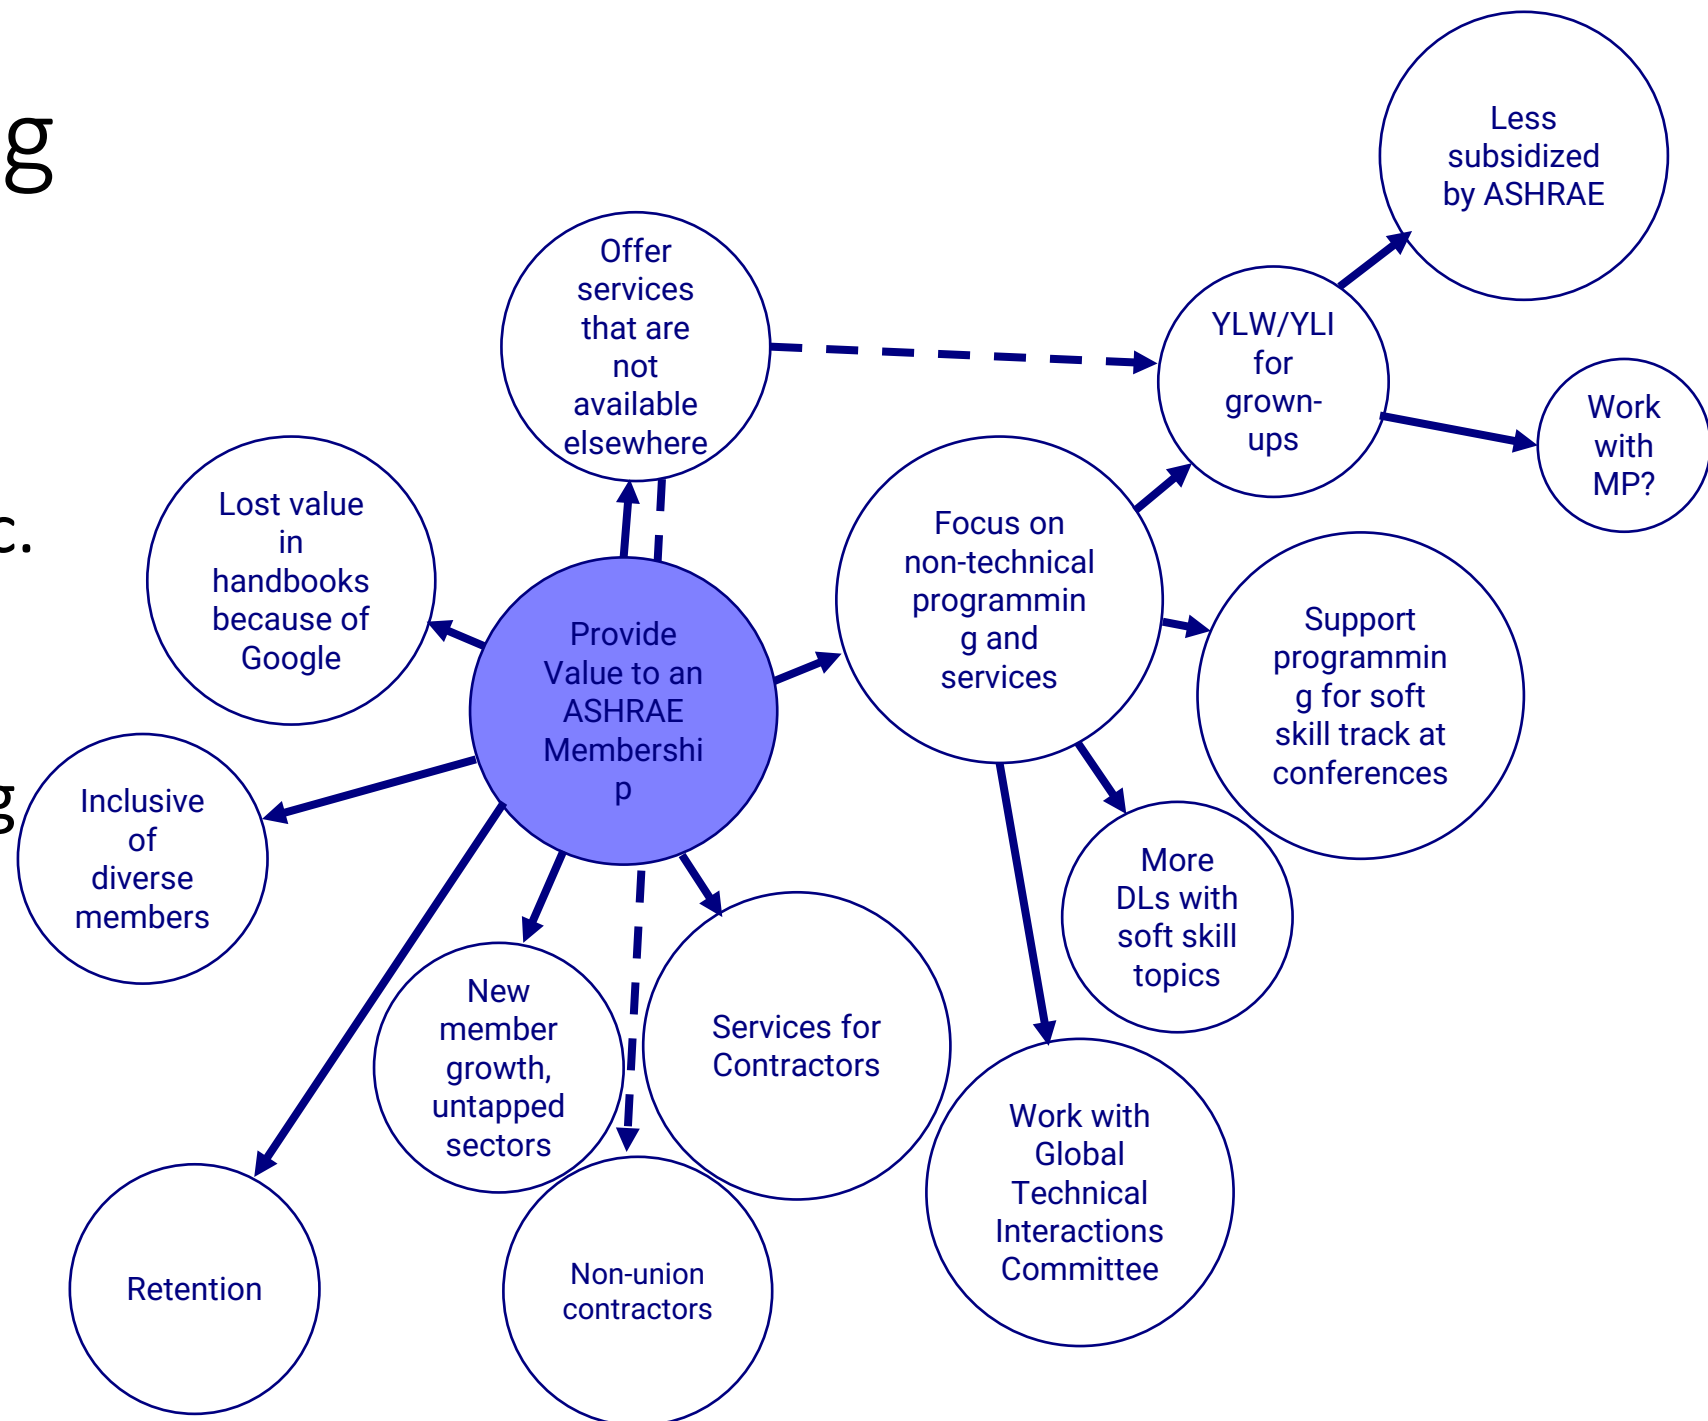 g
c.
g
Less
subsidized
by ASHRAE
Offer
services
that are
not
available
elsewhere
YLW/YLI
for
grown-
ups
Work
with
MP?
Lost value
in
handbooks
because of
Google
Focus on
non-technical
programmin
g and
services
Provide
Value to an
ASHRAE
Membershi
p
Support
programmin
g for soft
skill track at
conferences
Inclusive
of
diverse
members
More
DLs with
soft skill
topics
New
member
growth,
untapped
sectors
Services for
Contractors
Work with
Global
Technical
Interactions
Committee
Retention
Non-union
contractors